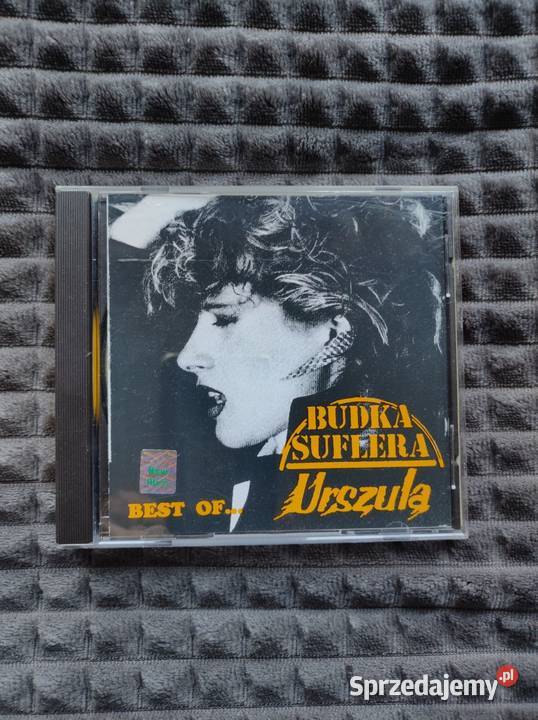 BUDKA
SUFLERA
Urszula
BEST OF...
Sprzedajemy.pl